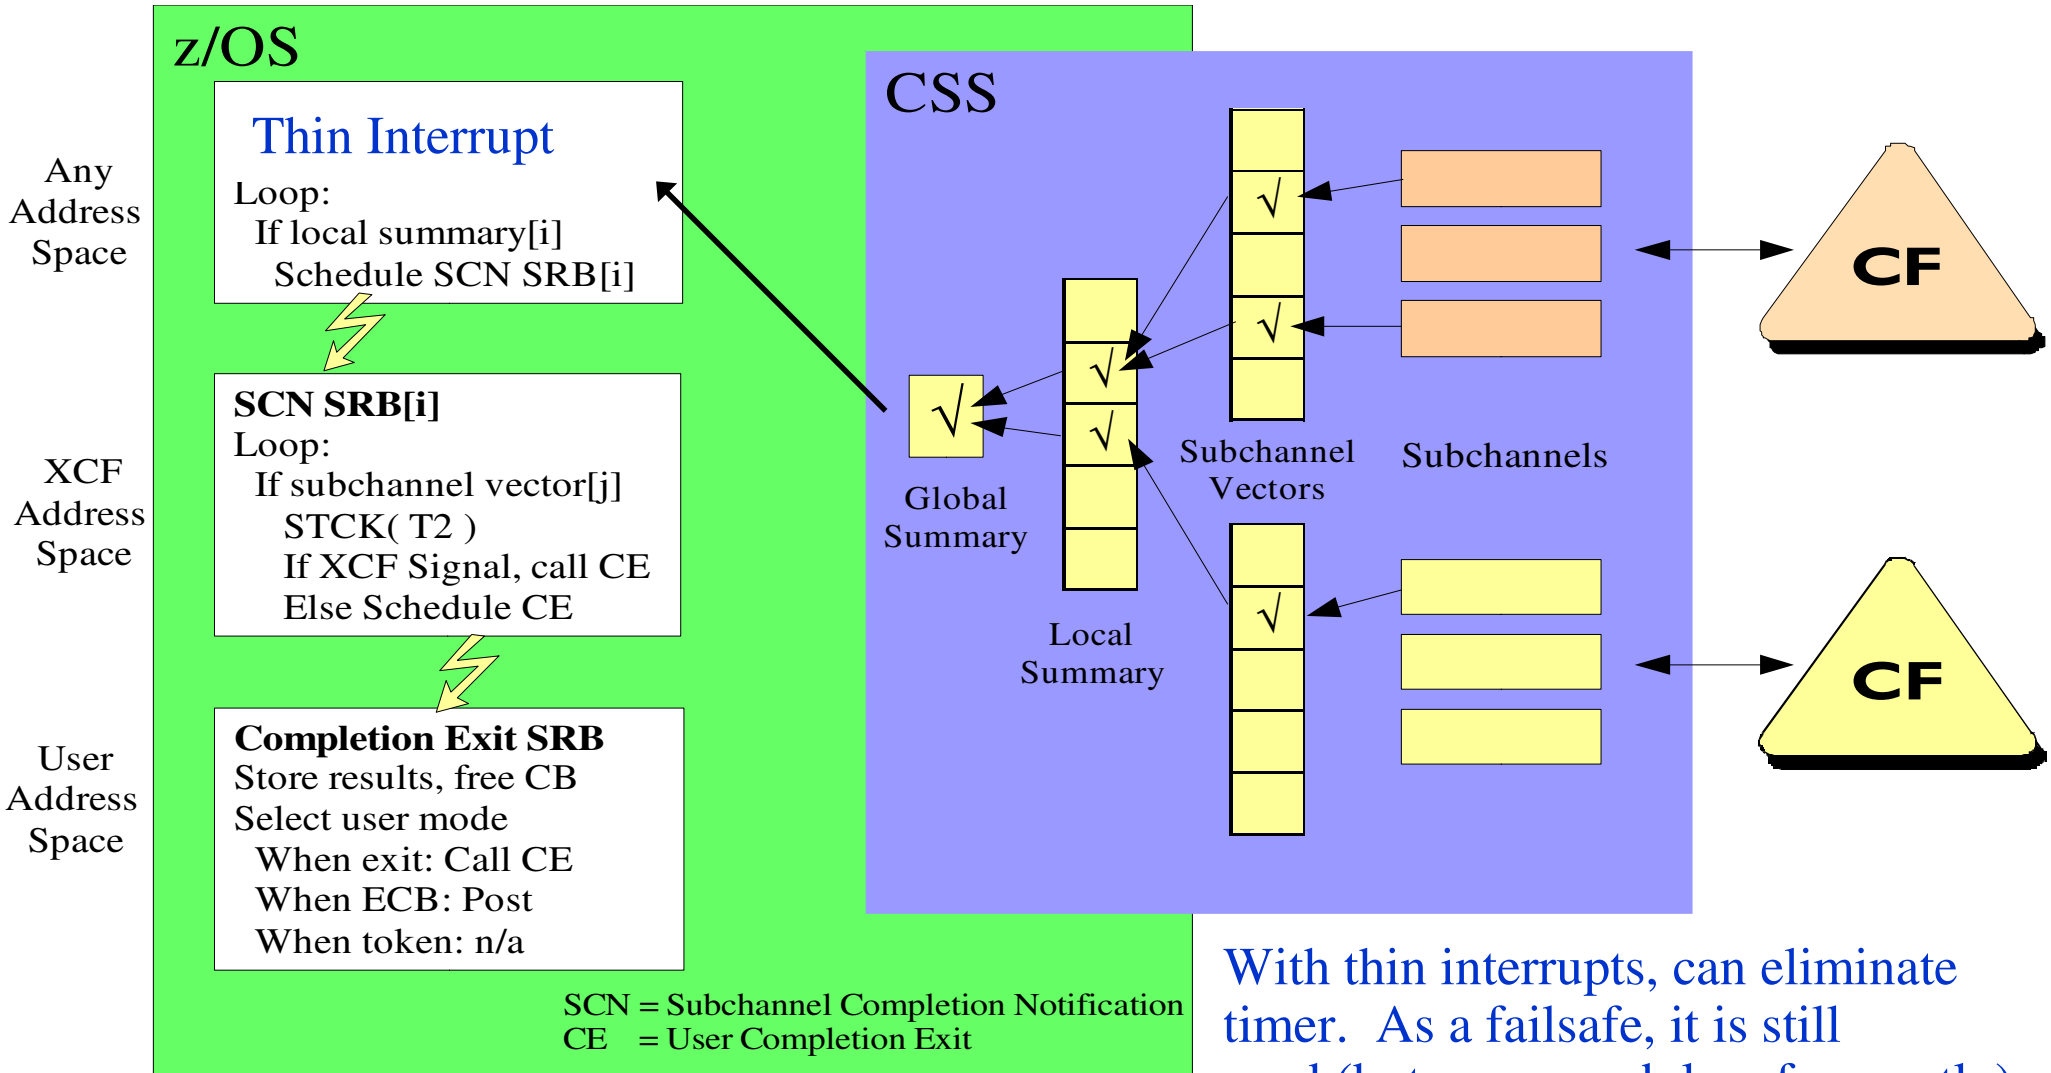 z/OS
Any
Address
Space
Thin Interrupt
Loop:
If local summary[i]
Schedule SCN SRB[i]
XCF
Address
Space
SCN SRB[i]
Loop:
If subchannel vector[j]
STCK( T2 )
If XCF Signal, call CE
Else Schedule CE
User
Address
Space
Completion Exit SRB
Store results, free CB
Select user mode
When exit: Call CE
When ECB: Post
When token: n/a
SCN = Subchannel Completion Notification
CE = User Completion Exit
CSS
√
√
√
√
√
√
Global
Summary
Local
Summary
Subchannel
Vectors
Subchannels
CF
CF
With thin interrupts, can eliminate
timer. As a failsafe, it is still